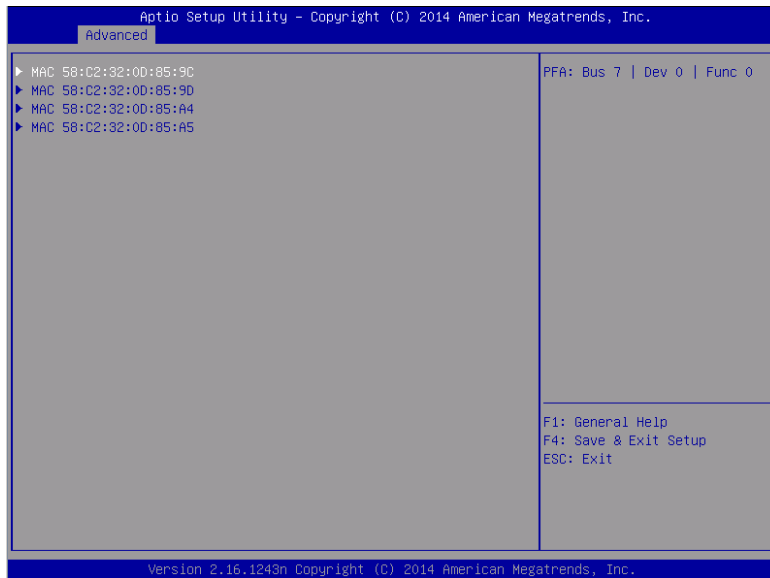 Aptio Setup Utility – Copyright (C) 2014 American Megatrends, Inc.
Advanced
▶ MAC 58:C2:32:0D:85:9C
▶ MAC 58:C2:32:0D:85:9D
▶ MAC 58:C2:32:0D:85:A4
▶ MAC 58:C2:32:0D:85:A5
PFA: Bus 7 | Dev 0 | Func 0
F1: General Help
F4: Save & Exit Setup
ESC: Exit
Version 2.16.1243n Copyright (C) 2014 American Megatrends, Inc.